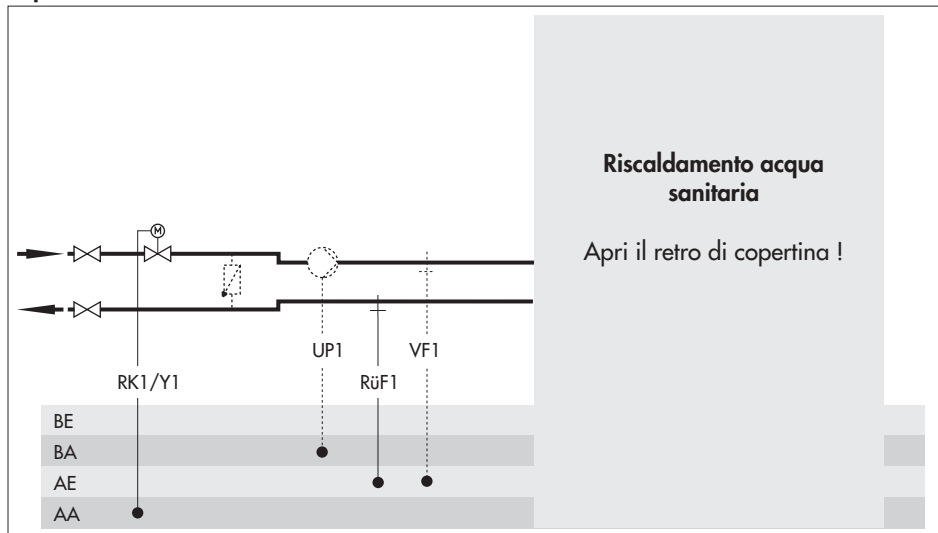 Riscaldamento acqua
sanitaria
Apri il retro di copertina !
M
UP1 VF1
RK1/Y1 RüF1
BE
BA
AE
AA